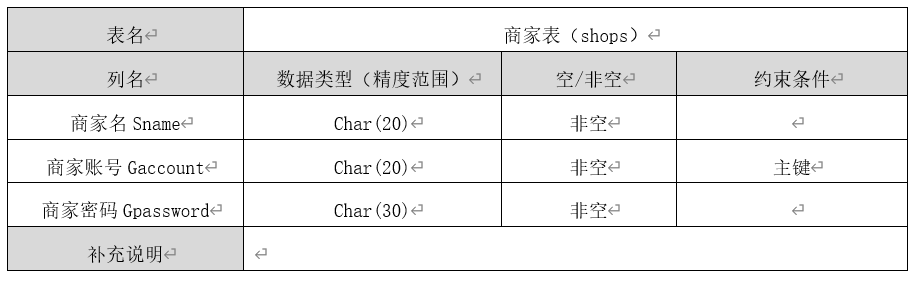 表名 商家表（shops）
列名 数据类型（精度范围） 空/非空 约束条件
商家名 Sname Char(20) 非空
商家账号 Gaccount Char(20) 非空 主键
商家密码 Gpassword Char(30) 非空
补充说明